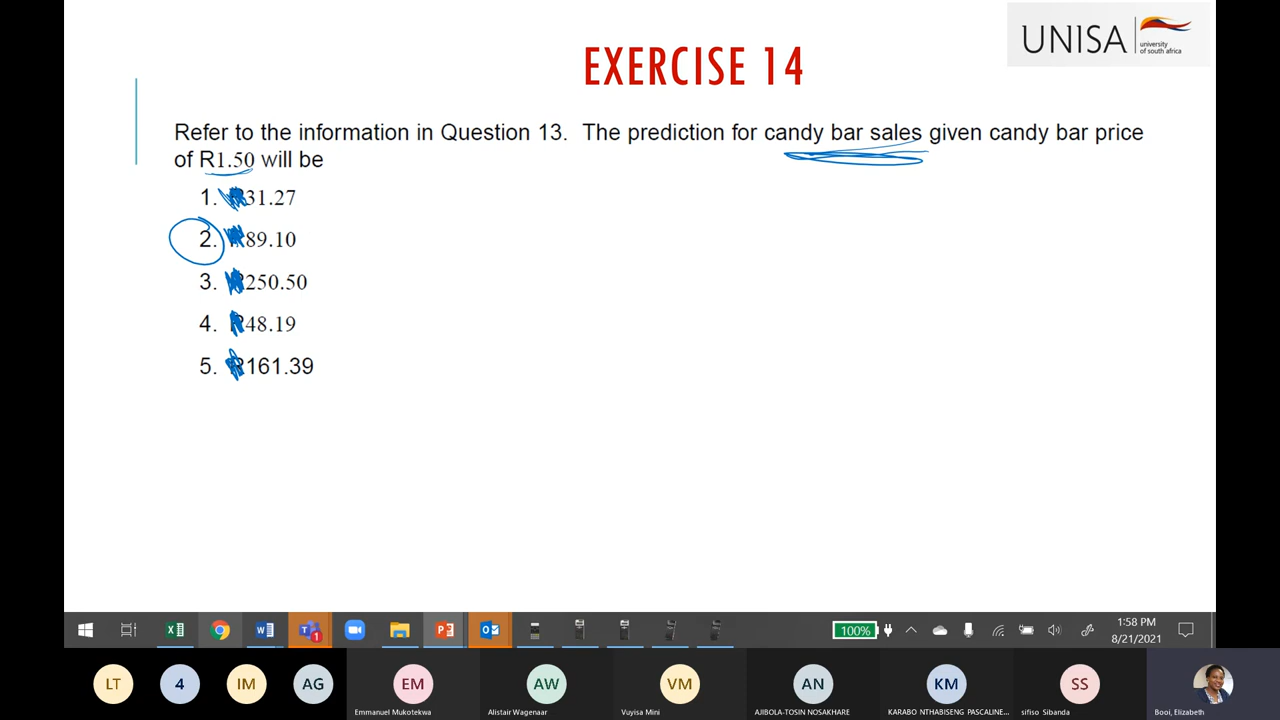 UNISA
university
of south africa
EXERCISE 14
Refer to the information in Question 13. The prediction for candy bar sales given candy bar price
of R1.50 will be
1. R31.27
2. R89.10
3. R250.50
4. R48.19
5. R161.39
100%
1:58 PM
8/21/2021
1
LT
4
IM
AG
EM
AW
VM
AN
KM
SS
Emmanuel Mukotekwa
Alistair Wagenaar
Vuyisa Mini
AJIBOLA-TOSIN NOSAKHARE
KARABO NTHABISENG PASCALINE...
sifiso Sibanda
Booi, Elizabeth